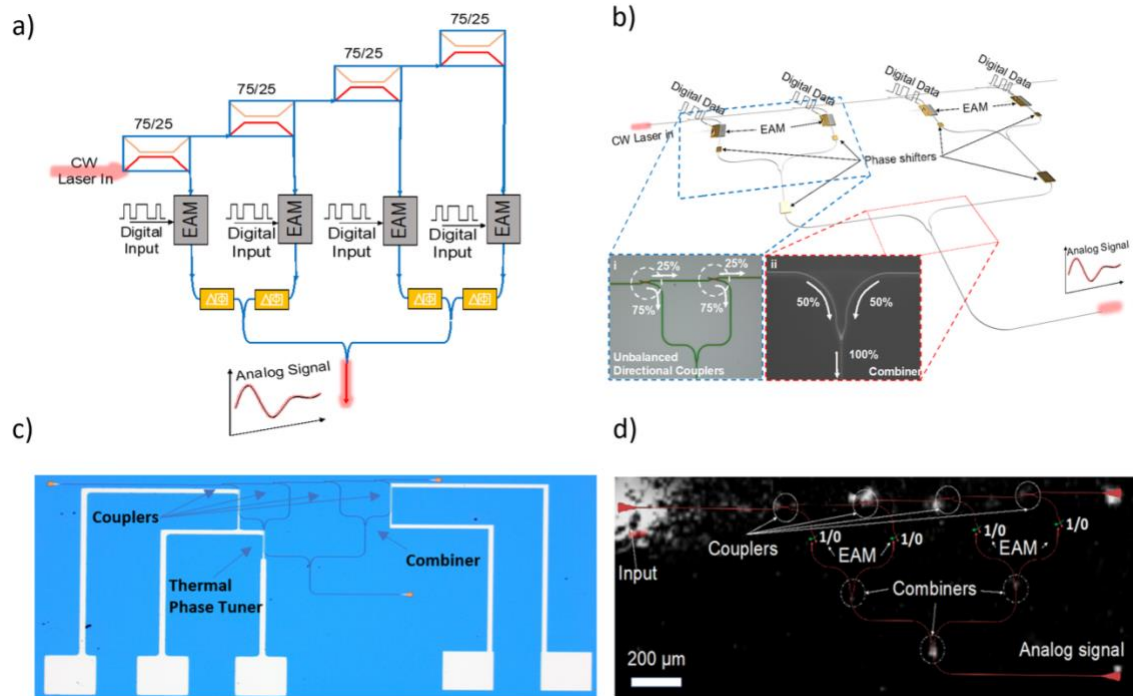 a)
75/25
75/25
75/25
75/25
CW
Laser In
EAM
EAM
EAM
EAM
Digital
Input
Digital
Input
Digital
Input
Digital
Input
ΔΦ
ΔΦ
ΔΦ
ΔΦ
Analog Signal
b)
Digital Data
Digital Data
Digital Data
Digital Data
CW Laser in
EAM
EAM
Phase shifters
Analog Signal
i
25%
25%
75%
75%
Unbalanced
Directional Couplers
ii
50%
50%
100%
Combiner
c)
Couplers
Thermal
Phase Tuner
Combiner
d)
Couplers
Input
1/0
1/0
1/0
1/0
EAM
EAM
Combiners
200 µm
Analog signal